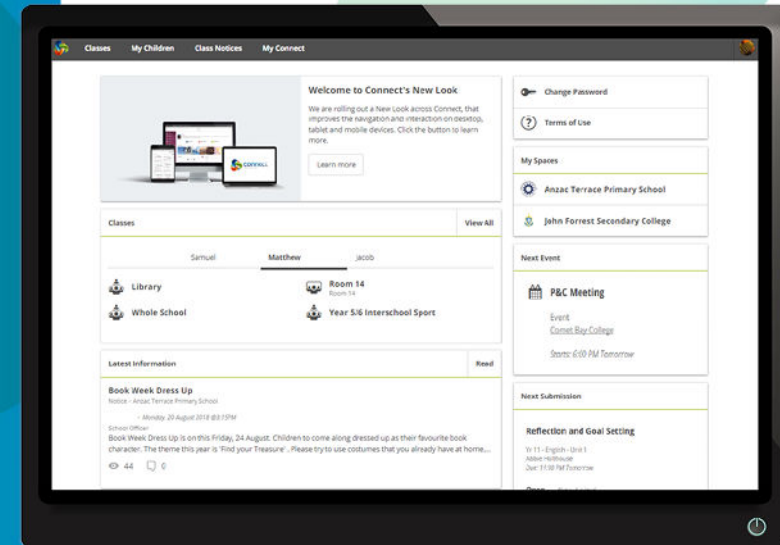 Classes My Children Class Notices My Connect
Welcome to Connect's New Look
We are rolling out a New Look across Connect, that
improves the navigation and interaction on desktop,
tablet and mobile devices. Click the button to learn
more.
Learn more
CONNECT
Change Password
Terms of Use
My Spaces
Anzac Terrace Primary School
John Forrest Secondary College
Classes View All
Samuel Matthew Jacob
Library
Room 14
Room 14
Whole School
Year 5/6 Interschool Sport
Next Event
P&C Meeting
Event
Comet Bay College
Starts: 6:00 PM Tomorrow
Latest Information Read
Book Week Dress Up
Notice - Anzac Terrace Primary School
- Monday, 20 August 2018 @3:15PM
School Officer
Book Week Dress Up is on this Friday, 24 August. Children to come along dressed up as their favourite book
character. The theme this year is 'Find your Treasure' . Please try to use costumes that you already have at home,...
44 0
Next Submission
Reflection and Goal Setting
Yr 11 - English - Unit 1
Due: 11:00 PM Tomorrow